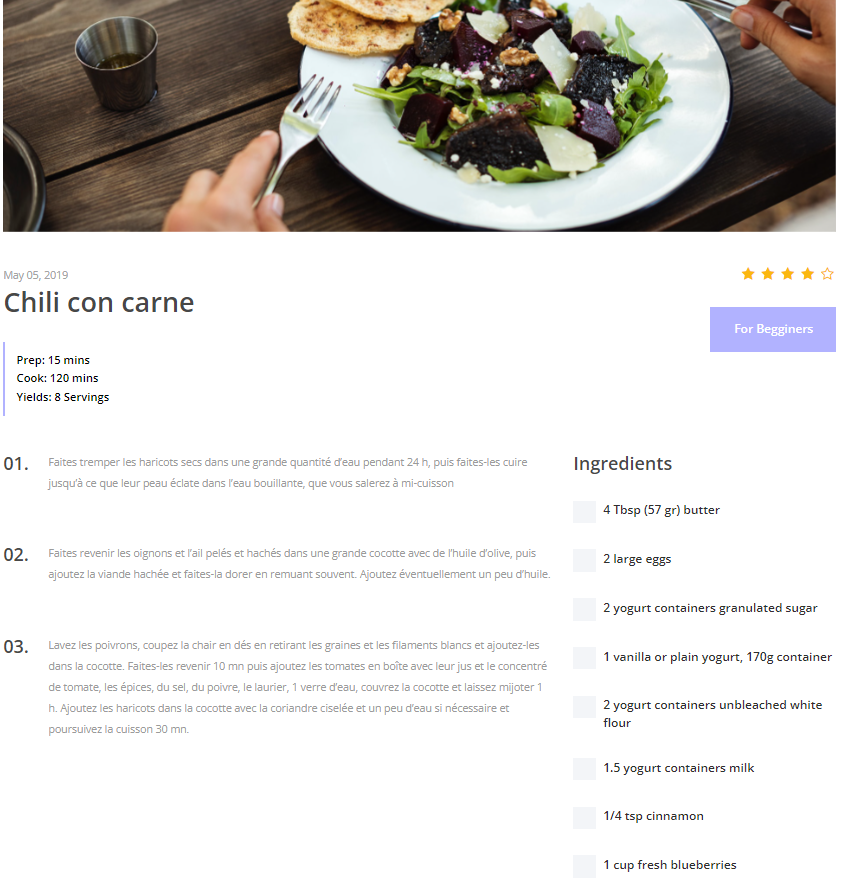 May 05, 2019
Chili con carne
For Begginers
Prep: 15 mins
Cook: 120 mins
Yields: 8 Servings
01.
Faites tremper les haricots secs dans une grande quantité d'eau pendant 24 h, puis faites-les cuire
jusqu'à ce que leur peau éclate dans l'eau bouillante, que vous salerez à mi-cuisson
02.
Faites revenir les oignons et l'ail pelés et hachés dans une grande cocotte avec de l'huile d'olive, puis
ajoutez la viande hachée et faites-la dorer en remuant souvent. Ajoutez éventuellement un peu d'huile.
03.
Lavez les poivrons, coupez la chair en dés en retirant les graines et les filaments blancs et ajoutez-les
dans la cocotte. Faites-les revenir 10 mn puis ajoutez les tomates en boîte avec leur jus et le concentré
de tomate, les épices, du sel, du poivre, le laurier, 1 verre d'eau, couvrez la cocotte et laissez mijoter 1
h. Ajoutez les haricots dans la cocotte avec la coriandre ciselée et un peu d'eau si nécessaire et
poursuivez la cuisson 30 mn.
Ingredients
4 Tbsp (57 gr) butter
2 large eggs
2 yogurt containers granulated sugar
1 vanilla or plain yogurt, 170g container
2 yogurt containers unbleached white
flour
1.5 yogurt containers milk
1/4 tsp cinnamon
1 cup fresh blueberries